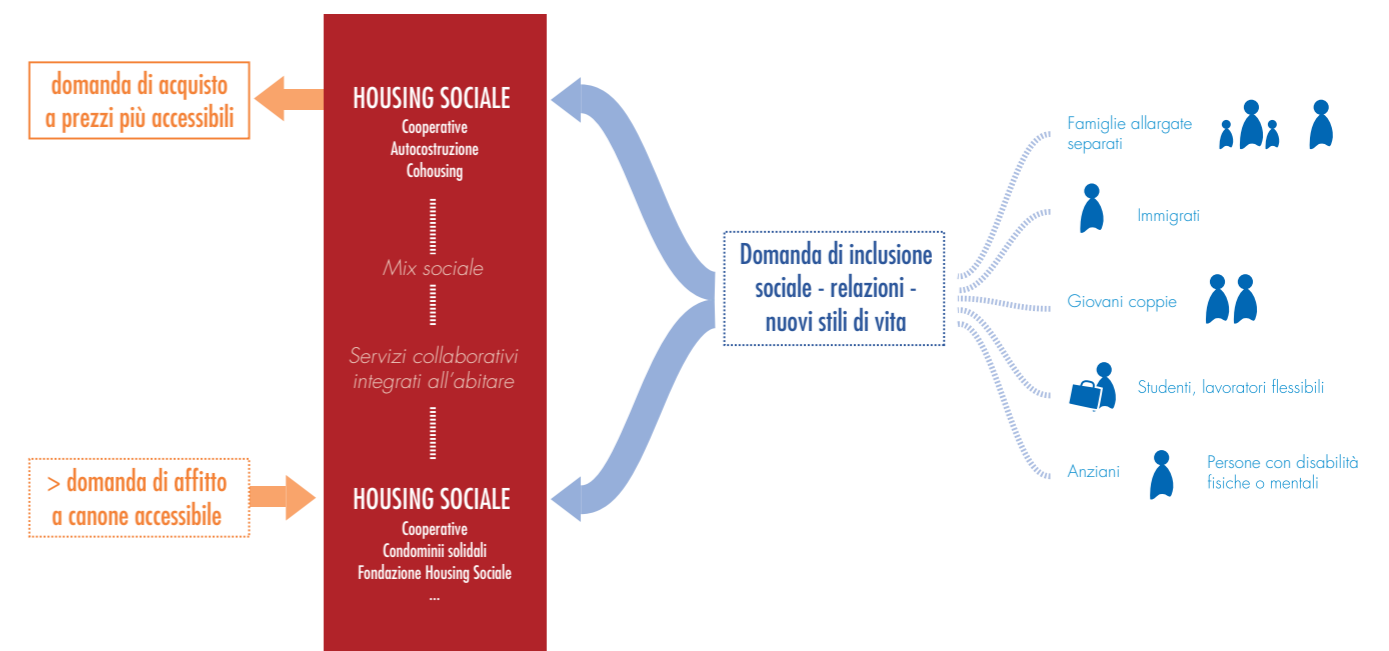 domanda di acquisto
a prezzi più accessibili
> domanda di affitto
a canone accessibile
HOUSING SOCIALE
Cooperative
Autocostruzione
Cohousing
Mix sociale
Servizi collaborativi
integrati all'abitare
HOUSING SOCIALE
Cooperative
Condominii solidali
Fondazione Housing Sociale
...
Domanda di inclusione
sociale - relazioni -
nuovi stili di vita
Famiglie allargate
separati
Immigrati
Giovani coppie
Studenti, lavoratori flessibili
Anziani
Persone con disabilità
fisiche o mentali